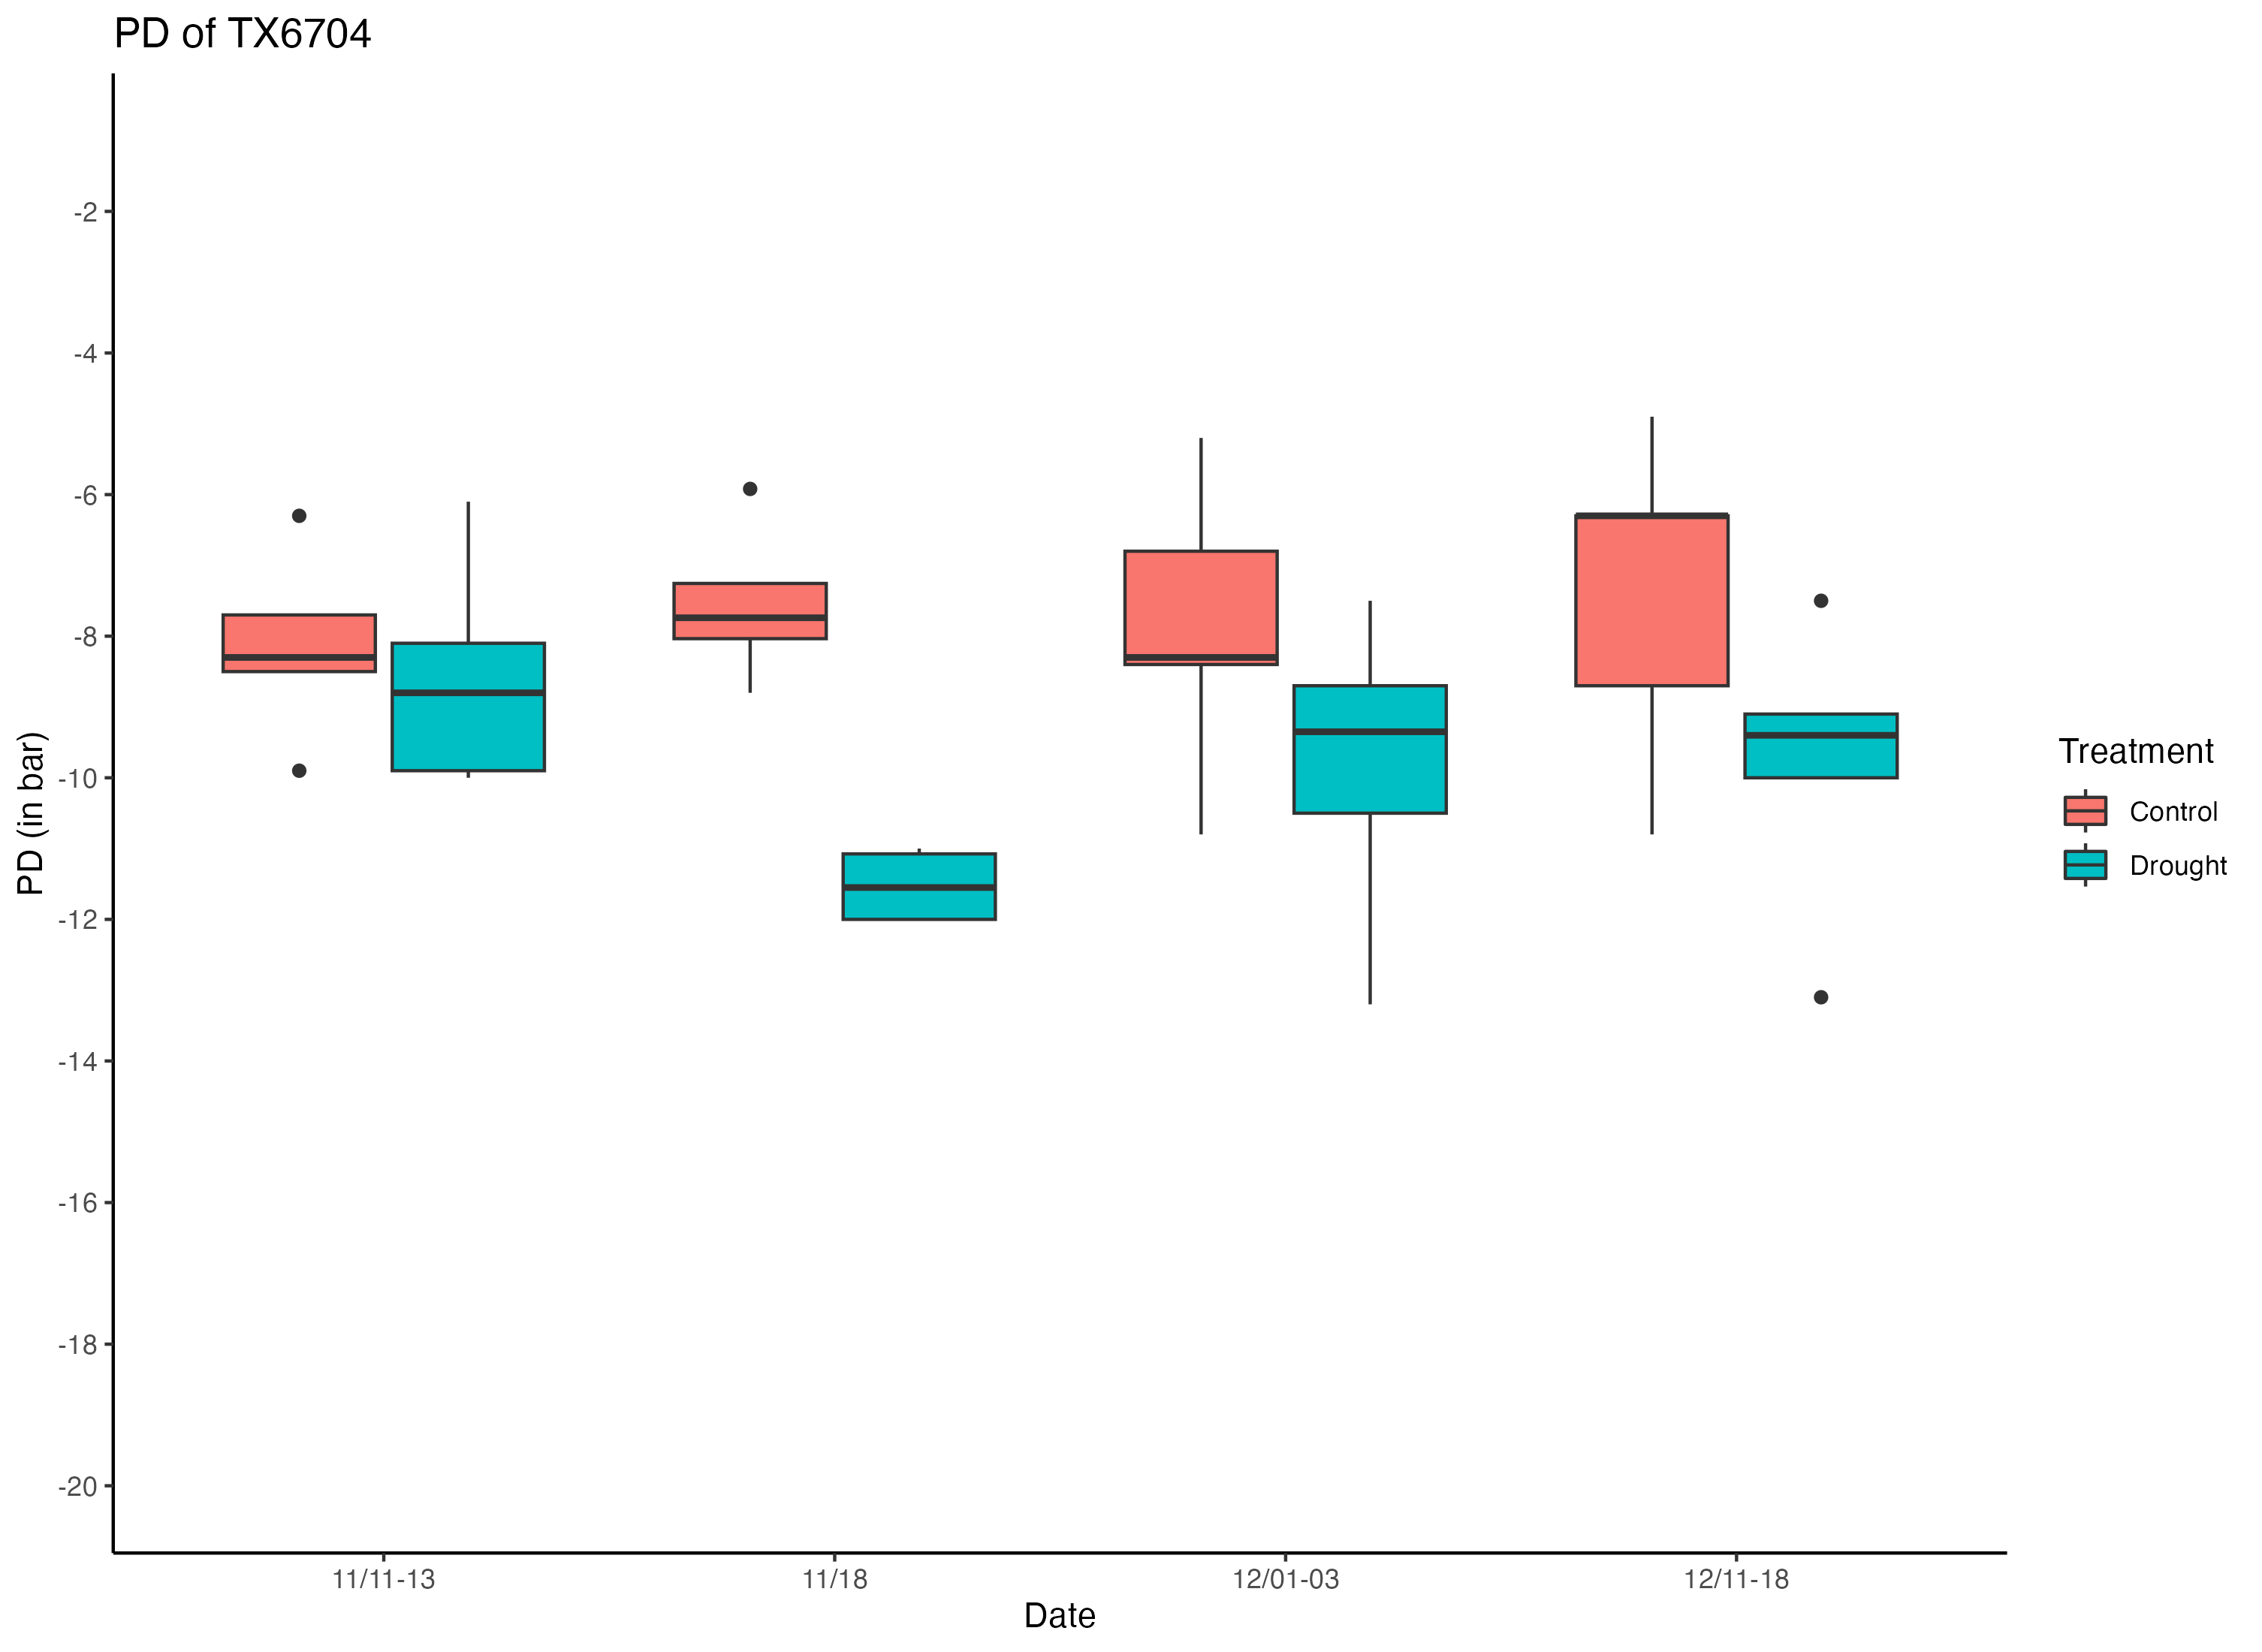 PD of TX6704
PD (in bar)
-2
-4
-6
-8
-10
-12
-14
-16
-18
-20
11/11-13
11/18
12/01-03
12/11-18
Date
Treatment
Control
Drought